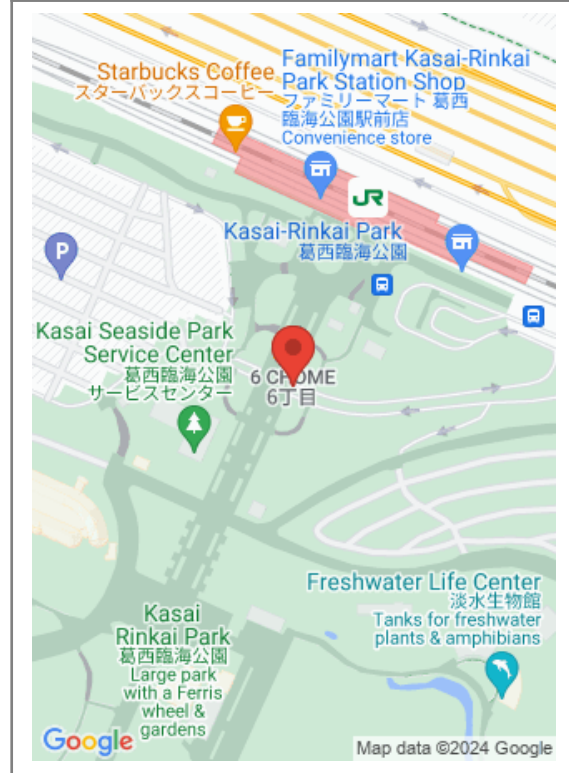 Starbucks Coffee
スターバックスコーヒー
Familymart Kasai-Rinkai
Park Station Shop
ファミリーマート 葛西
臨海公園駅前店
Convenience store
JR
Kasai-Rinkai Park
葛西臨海公園
P
Kasai Seaside Park
Service Center
葛西臨海公園
サービスセンター
6 CHOME
6丁目
Freshwater Life Center
淡水生物館
Tanks for freshwater
plants & amphibians
Kasai
Rinkai Park
葛西臨海公園
Large park
with a Ferris
wheel &
gardens
Google
Map data ©2024 Google